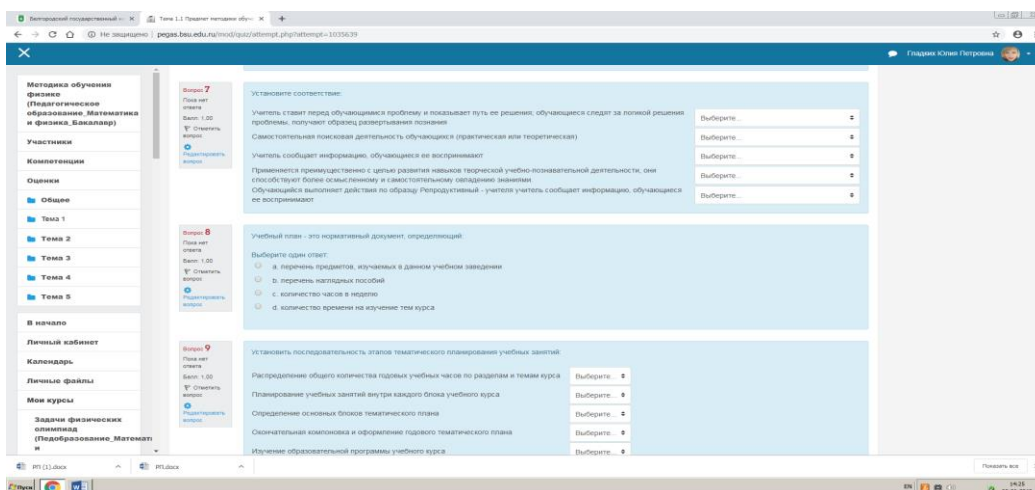 Белгородский государственный
Тема 1.1 Предмет методики обуч
Не защищено | pegas.bsu.edu.ru/mod/quiz/attempt.php?attempt=1035639
Гладких Юлия Петровна
Методика обучения
физике
(Педагогическое
образование_Математика
и физика_Бакалавр)
Участники
Компетенции
Оценки
Общее
Тема 1
Тема 2
Тема 3
Тема 4
Тема 5
В начало
Личный кабинет
Календарь
Личные файлы
Мои курсы
Задачи физических
олимпиад
(Педобразование_Математи
и
Вопрос 7
Пока нет
ответа
Балл: 1,00
Отметить
вопрос
Редактировать
вопрос
Установите соответствие:
Учитель ставит перед обучающимися проблему и показывает путь ее решения; обучающиеся следят за логикой решения
проблемы, получают образец развертывания познания
Выберите...
Самостоятельная поисковая деятельность обучающихся (практическая или теоретическая)
Выберите...
Учитель сообщает информацию, обучающиеся ее воспринимают
Выберите...
Применяется преимущественно с целью развития навыков творческой учебно-познавательной деятельности, они
способствуют более осмысленному и самостоятельному овладению знаниями.
Выберите...
Обучающийся выполняет действия по образцу Репродуктивный - учителя учитель сообщает информацию, обучающиеся
ее воспринимают
Выберите...
Вопрос 8
Пока нет
ответа
Балл: 1,00
Отметить
вопрос
Редактировать
вопрос
Учебный план - это нормативный документ, определяющий:
Выберите один ответ:
a. перечень предметов, изучаемых в данном учебном заведении
b. перечень наглядных пособий
c. количество часов в неделю
d. количество времени на изучение тем курса
Вопрос 9
Пока нет
ответа
Балл: 1,00
Отметить
вопрос
Редактировать
вопрос
Установить последовательность этапов тематического планирования учебных занятий:
Распределение общего количества годовых учебных часов по разделам и темам курса Выберите...
Планирование учебных занятий внутри каждого блока учебного курса Выберите...
Определение основных блоков тематического плана Выберите...
Окончательная компоновка и оформление годового тематического плана Выберите...
Изучение образовательной программы учебного курса Выберите...
РП (1).docx
РП.docx
Показать все
Пуск
EN
14:25